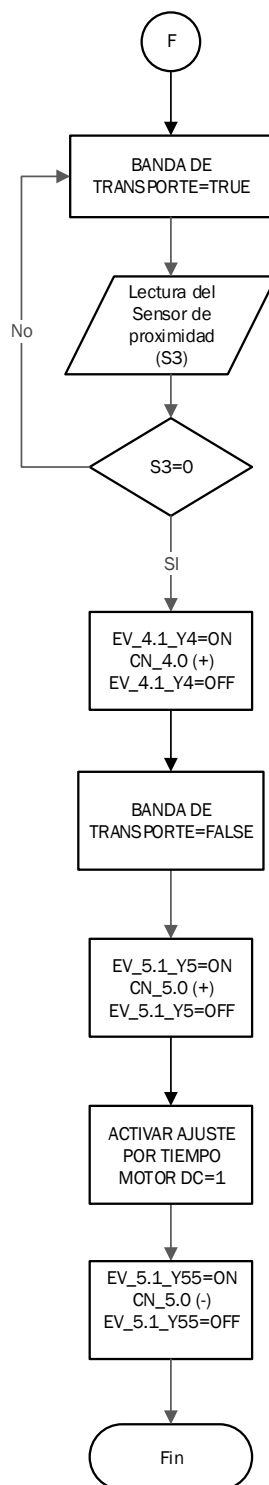 F
BANDA DE
TRANSPORTE=TRUE
Lectura del
Sensor de
proximidad
(S3)
No
S3=0
SI
EV_4.1_Y4=ON
CN_4.0 (+)
EV_4.1_Y4=OFF
BANDA DE
TRANSPORTE=FALSE
EV_5.1_Y5=ON
CN_5.0 (+)
EV_5.1_Y5=OFF
ACTIVAR AJUSTE
POR TIEMPO
MOTOR DC=1
EV_5.1_Y55=ON
CN_5.0 (-)
EV_5.1_Y55=OFF
Fin